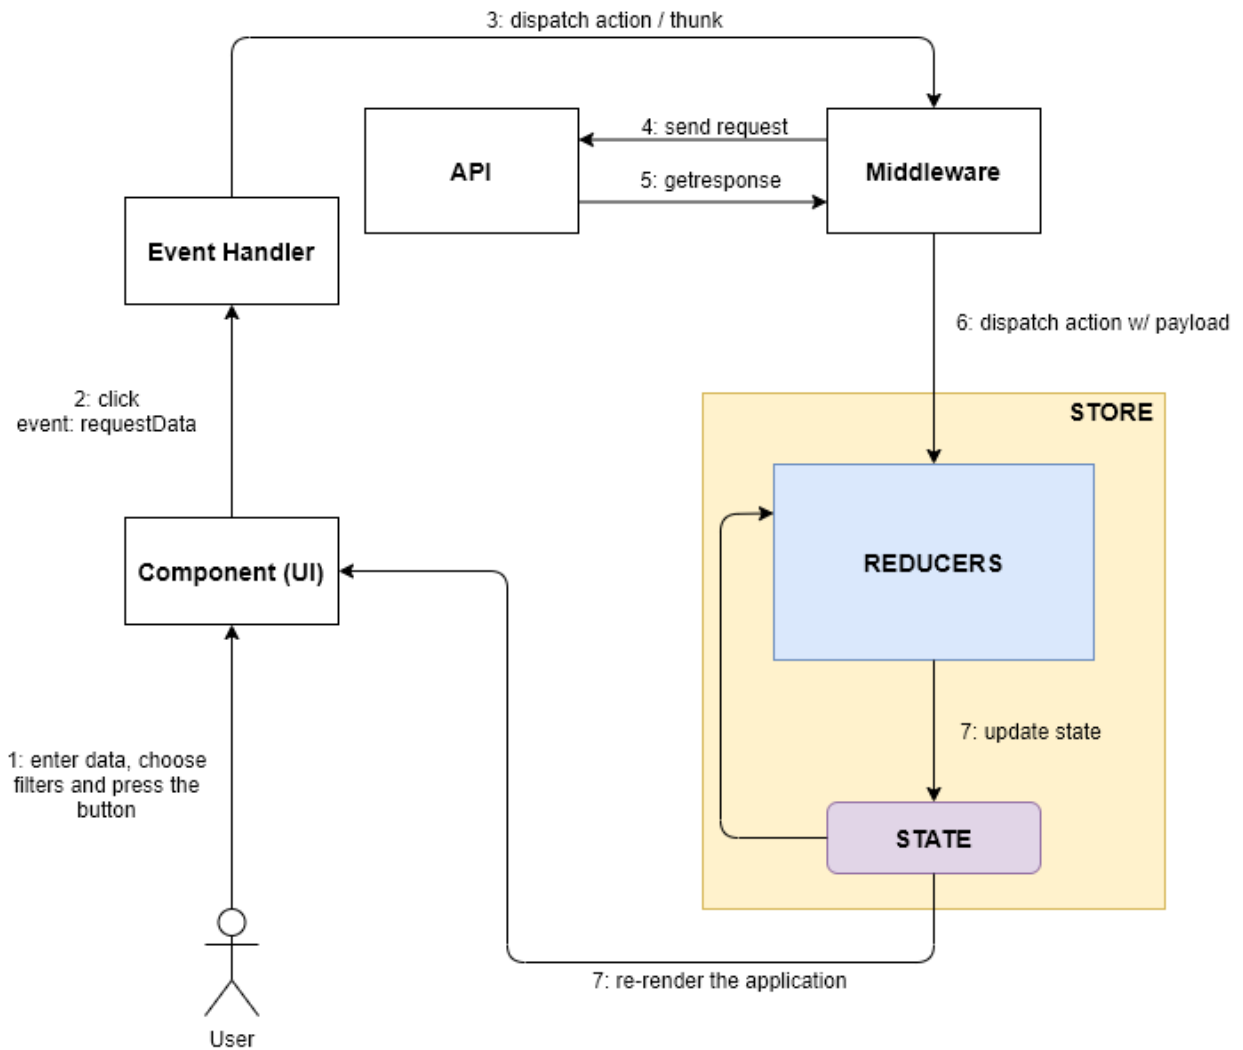 3: dispatch action / thunk
API
4: send request
5: getresponse
Middleware
Event Handler
6: dispatch action w/ payload
2: click
event: requestData
STORE
REDUCERS
Component (UI)
7: update state
1: enter data, choose
filters and press the
button
STATE
7: re-render the application
User